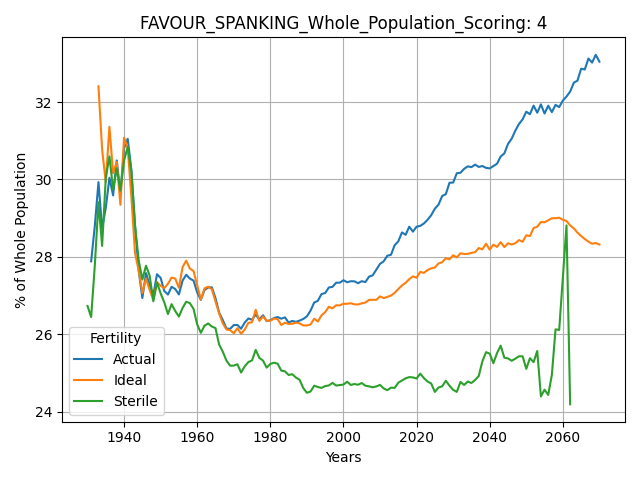 FAVOUR_SPANKING_Whole_Population_Scoring: 4
% of Whole Population
32
30
28
26
24
Fertility
Actual
Ideal
Sterile
1940 1960 1980 2000 2020 2040 2060
Years